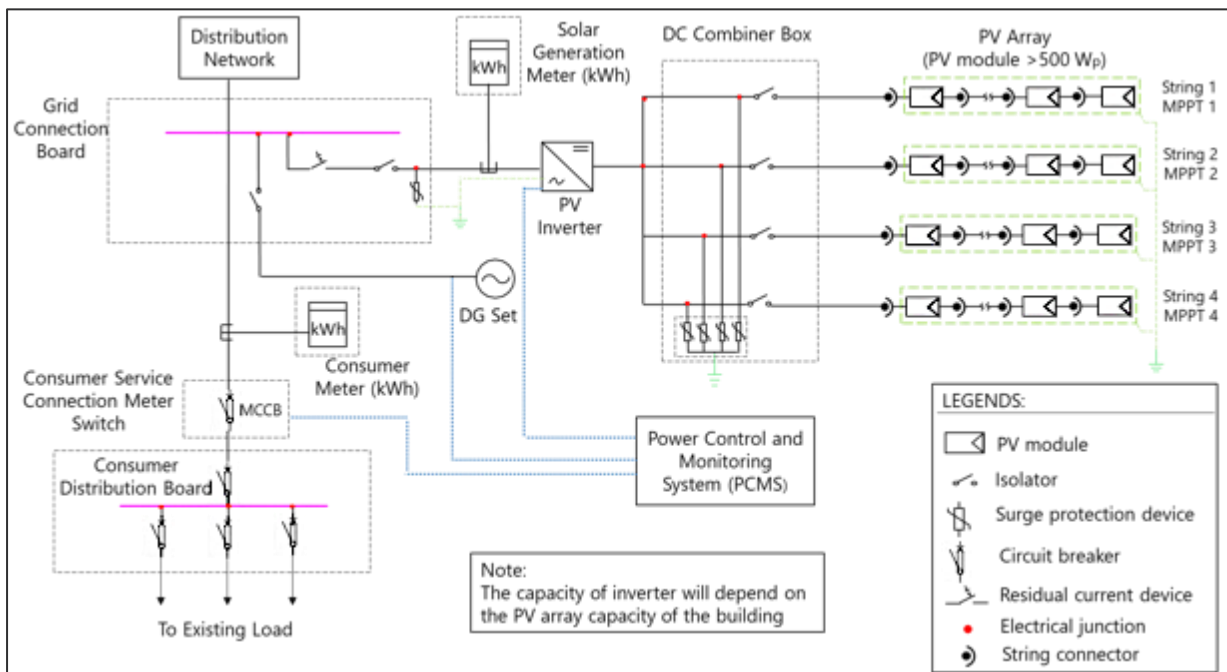 Distribution
Network
Grid
Connection
Board
kWh
Solar
Generation
Meter (kWh)
DC Combiner Box
PV Array
(PV module >500 Wp)
String 1
MPPT 1
String 2
MPPT 2
String 3
MPPT 3
String 4
MPPT 4
PV
Inverter
DG Set
kWh
Consumer
Meter (kWh)
Consumer Service
Connection Meter
Switch
MCCB
Consumer
Distribution Board
To Existing Load
Power Control and
Monitoring
System (PCMS)
Note:
The capacity of inverter will depend on
the PV array capacity of the building
LEGENDS:
PV module
Isolator
Surge protection device
Circuit breaker
Residual current device
Electrical junction
String connector